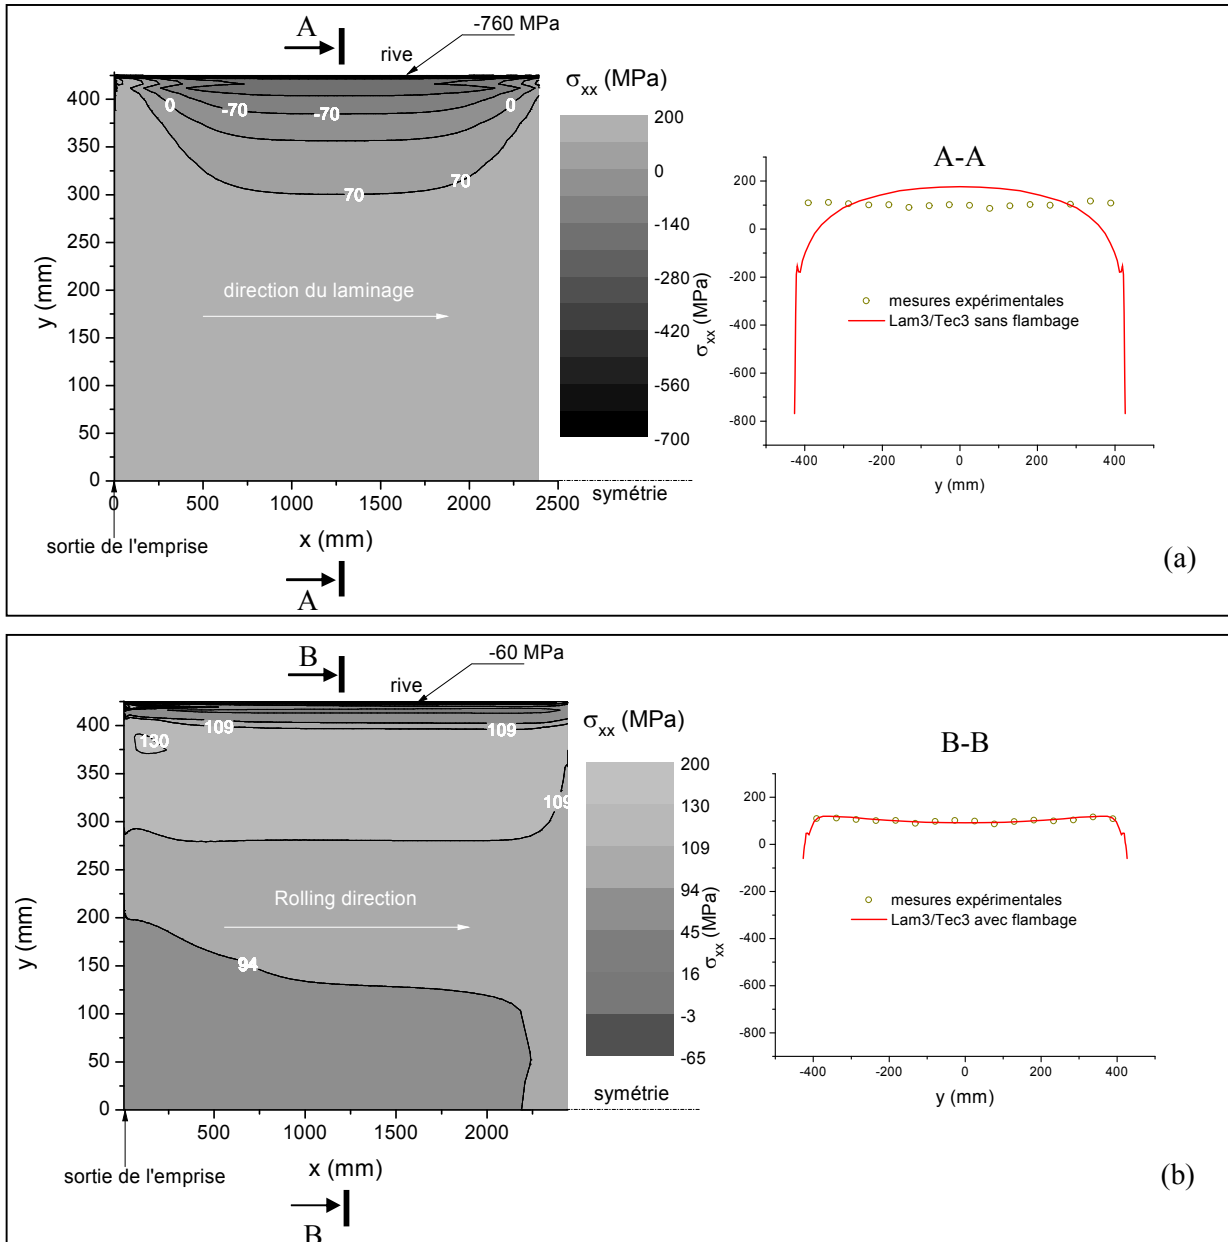 A
-760 MPa
rive
σxx (MPa)
400
350
300
250
200
150
100
50
0
y (mm)
0
-70
-70
0
70
70
direction du laminage
200
0
-140
-280
-420
-560
-700
symétrie
0
500
1000
1500
2000
2500
sortie de l'emprise
x (mm)
A
A-A
200
0
-200
-400
-600
-800
σxx (MPa)
mesures expérimentales
Lam3/Tec3 sans flambage
-400
-200
0
200
400
y (mm)
(a)
B
-60 MPa
rive
σxx (MPa)
400
350
300
250
200
150
100
50
0
y (mm)
109
109
130
109
Rolling direction
94
200
130
109
94
45
16
-3
-65
symétrie
500
1000
1500
2000
sortie de l'emprise
x (mm)
B
B-B
200
0
-200
-400
-600
-800
σxx (MPa)
mesures expérimentales
Lam3/Tec3 avec flambage
-400
-200
0
200
400
y (mm)
(b)